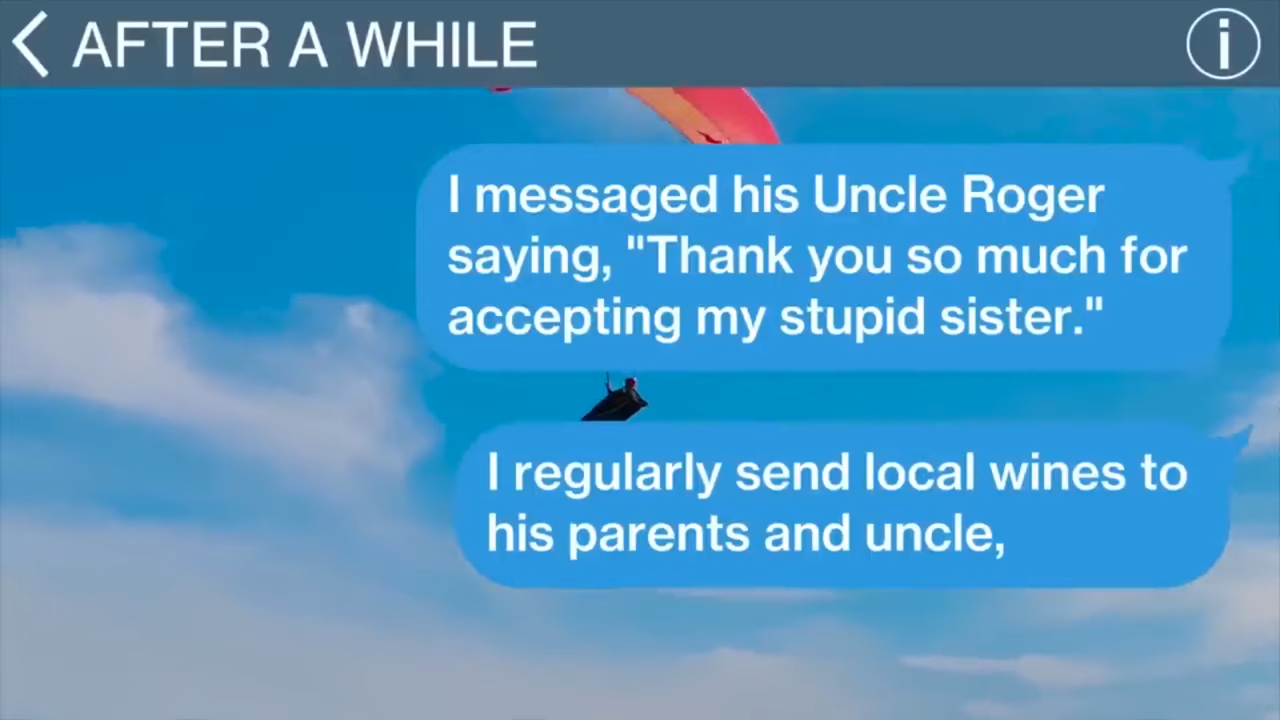 AFTER A WHILE
I messaged his Uncle Roger
saying, "Thank you so much for
accepting my stupid sister."
I regularly send local wines to
his parents and uncle,